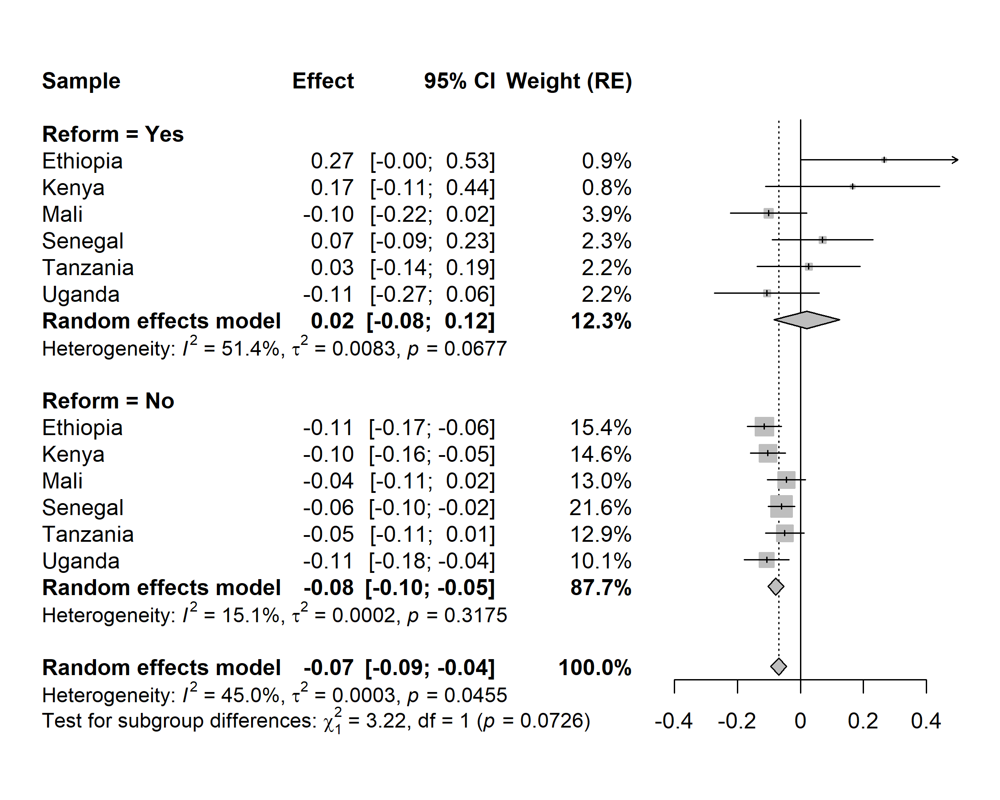 Sample Effect 95% CI Weight (RE)
Reform = Yes
Ethiopia 0.27 [-0.00; 0.53] 0.9%
Kenya 0.17 [-0.11; 0.44] 0.8%
Mali -0.10 [-0.22; 0.02] 3.9%
Senegal 0.07 [-0.09; 0.23] 2.3%
Tanzania 0.03 [-0.14; 0.19] 2.2%
Uganda -0.11 [-0.27; 0.06] 2.2%
Random effects model 0.02 [-0.08; 0.12] 12.3%
Heterogeneity: I² = 51.4%, τ² = 0.0083, p = 0.0677
Reform = No
Ethiopia -0.11 [-0.17; -0.06] 15.4%
Kenya -0.10 [-0.16; -0.05] 14.6%
Mali -0.04 [-0.11; 0.02] 13.0%
Senegal -0.06 [-0.10; -0.02] 21.6%
Tanzania -0.05 [-0.11; 0.01] 12.9%
Uganda -0.11 [-0.18; -0.04] 10.1%
Random effects model -0.08 [-0.10; -0.05] 87.7%
Heterogeneity: I² = 15.1%, τ² = 0.0002, p = 0.3175
Random effects model -0.07 [-0.09; -0.04] 100.0%
Heterogeneity: I² = 45.0%, τ² = 0.0003, p = 0.0455
Test for subgroup differences: χ²₁ = 3.22, df = 1 (p = 0.0726)
-0.4 -0.2 0 0.2 0.4